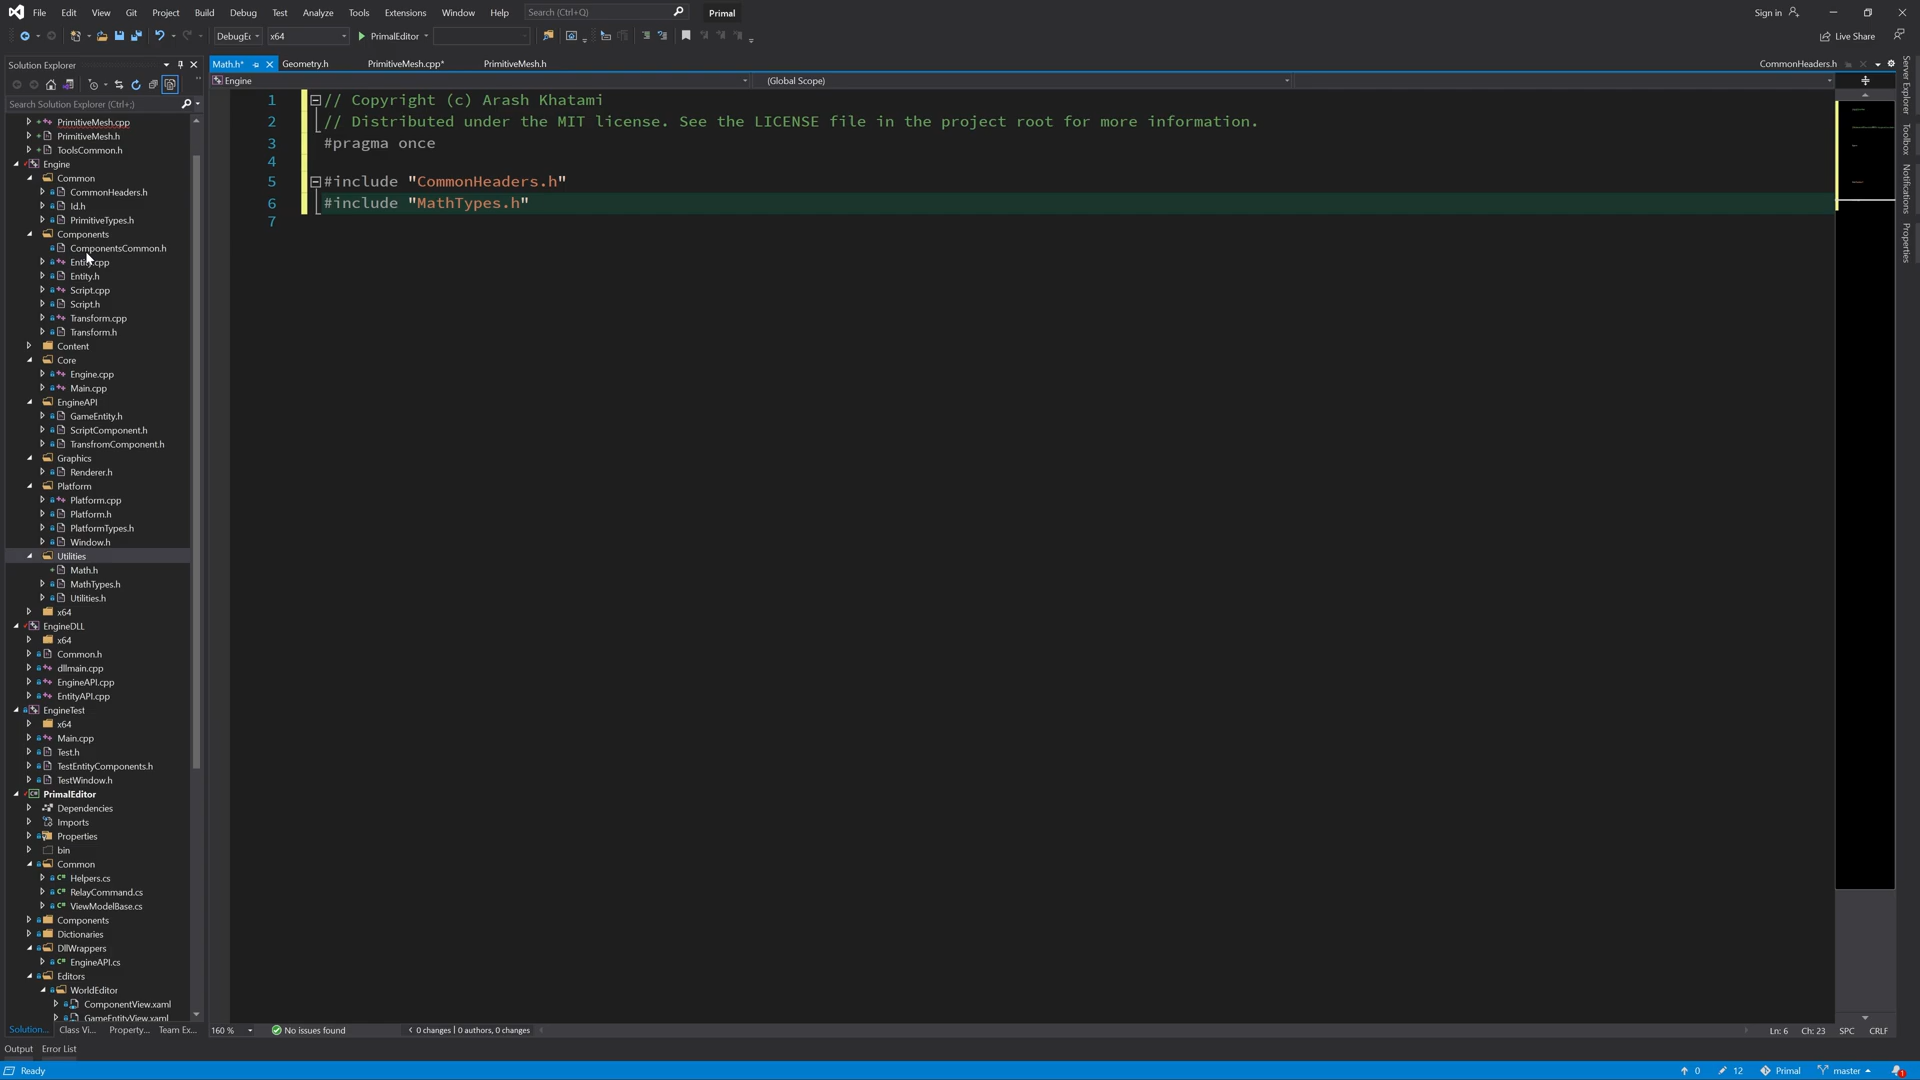 File Edit View Git Project Build Debug Test Analyze Tools Extensions Window Help Search (Ctrl+Q) Primal Sign in
x64 PrimalEditor Live Share
Solution Explorer
Math.h* Geometry.h PrimitiveMesh.cpp* PrimitiveMesh.h CommonHeaders.h
Engine (Global Scope)
Search Solution Explorer (Ctrl+;)
PrimitiveMesh.cpp
PrimitiveMesh.h
ToolsCommon.h
Engine
Common
CommonHeaders.h
Id.h
PrimitiveTypes.h
Components
ComponentsCommon.h
Entity.cpp
Entity.h
Script.cpp
Script.h
Transform.cpp
Transform.h
Content
Core
Engine.cpp
Main.cpp
EngineAPI
GameEntity.h
ScriptComponent.h
TransfromComponent.h
Graphics
Renderer.h
Platform
Platform.cpp
Platform.h
PlatformTypes.h
Window.h
Utilities
Math.h
MathTypes.h
Utilities.h
x64
EngineDLL
x64
Common.h
dllmain.cpp
EngineAPI.cpp
EntityAPI.cpp
EngineTest
x64
Main.cpp
Test.h
TestEntityComponents.h
TestWindow.h
PrimalEditor
Dependencies
Imports
Properties
bin
Common
Helpers.cs
RelayCommand.cs
ViewModelBase.cs
Components
Dictionaries
DllWrappers
EngineAPI.cs
Editors
WorldEditor
ComponentView.xaml
GameEntityView.xaml
1 // Copyright (c) Arash Khatami
2 // Distributed under the MIT license. See the LICENSE file in the project root for more information.
3 #pragma once
4
5 #include "CommonHeaders.h"
6 #include "MathTypes.h"
7
Server Explorer
Toolbox
Notifications
Properties
Solution... Class Vi... Property... Team Ex...
160 % No issues found 0 changes | 0 authors, 0 changes Ln: 6 Ch: 23 SPC CRLF
Output Error List
Ready 0 12 Primal master 1